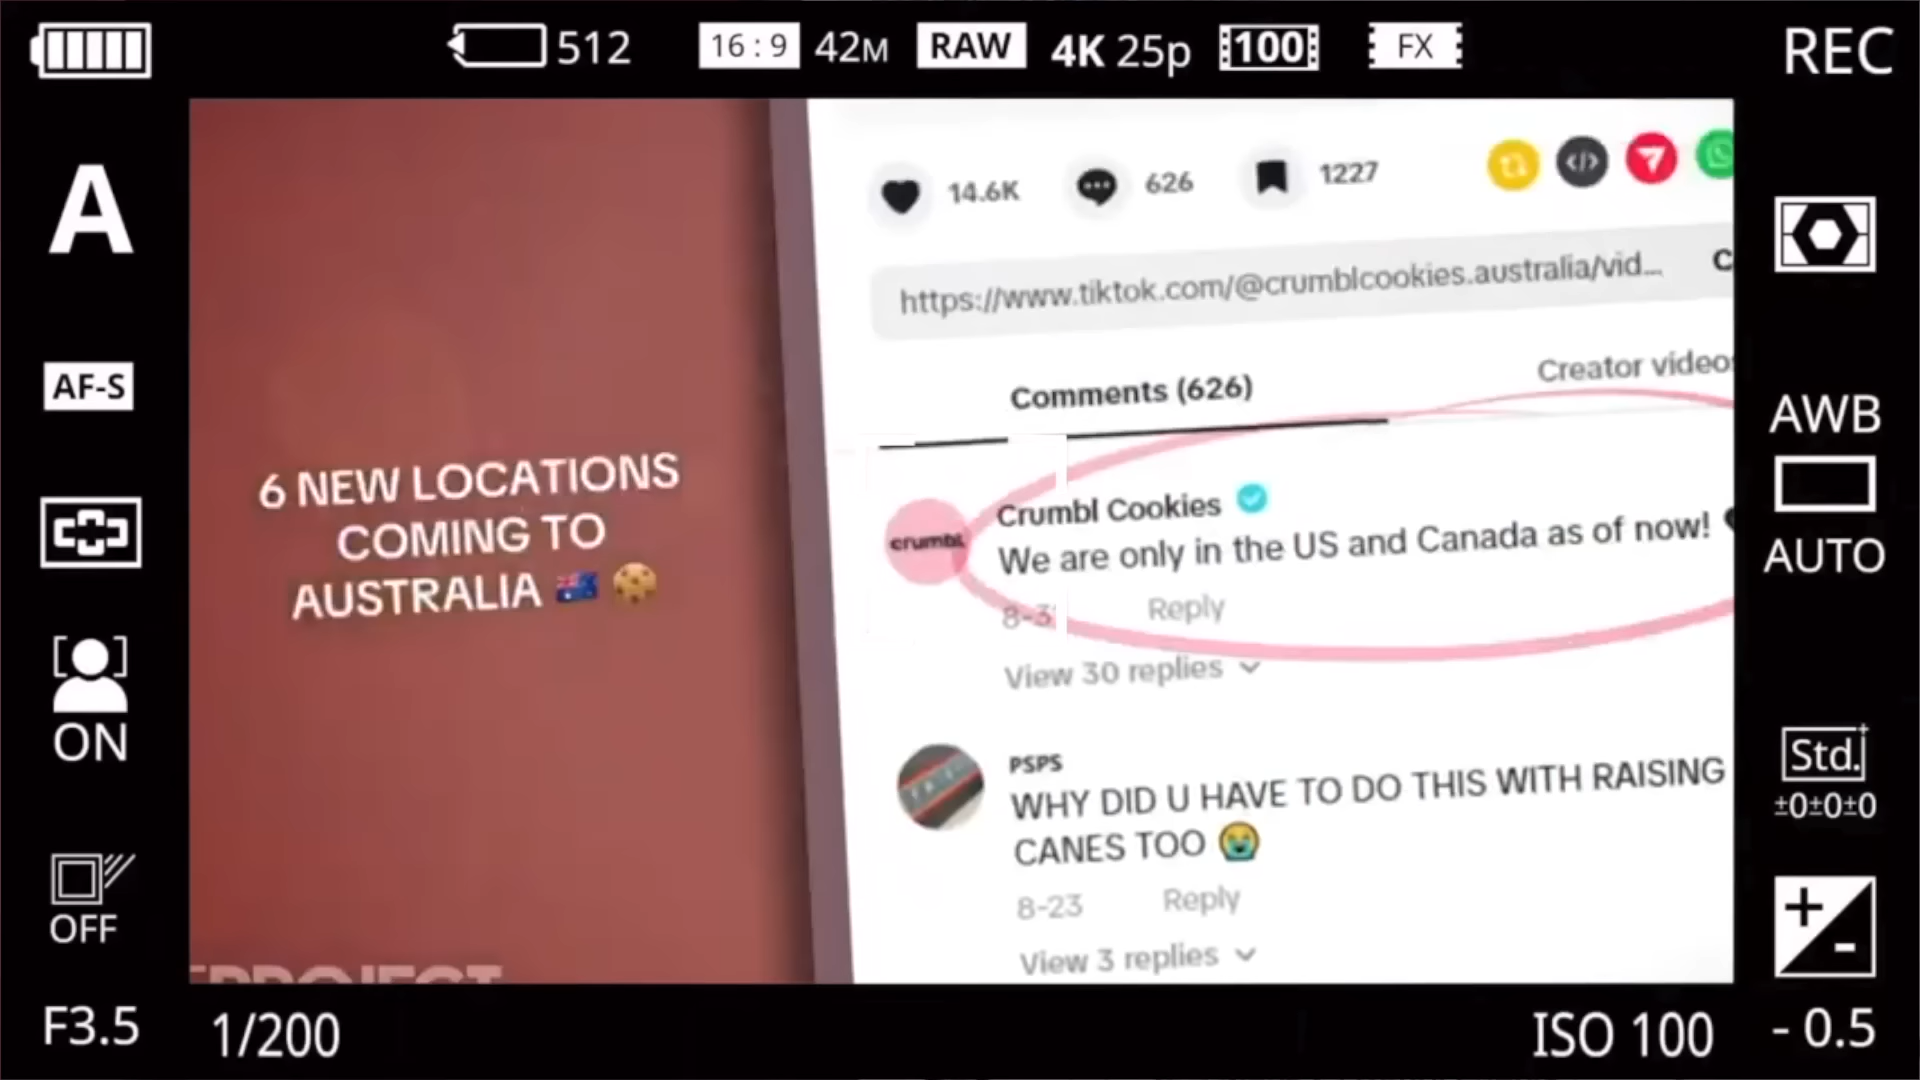 512
16:9
42M
RAW
4K 25p
100
FX
REC
A
AF-S
ON
OFF
F3.5
1/200
ISO 100
- 0.5
AWB
AUTO
Std.
±0±0±0
6 NEW LOCATIONS
COMING TO
AUSTRALIA 🇦🇺 🍪
PROJECT
14.6K
626
1227
https://www.tiktok.com/@crumblcookies.australia/vid...
Comments (626)
Creator videos
crumbl
Crumbl Cookies
We are only in the US and Canada as of now!
Reply
View 30 replies
PSPS
WHY DID U HAVE TO DO THIS WITH RAISING
CANES TOO 😭
8-23
Reply
View 3 replies